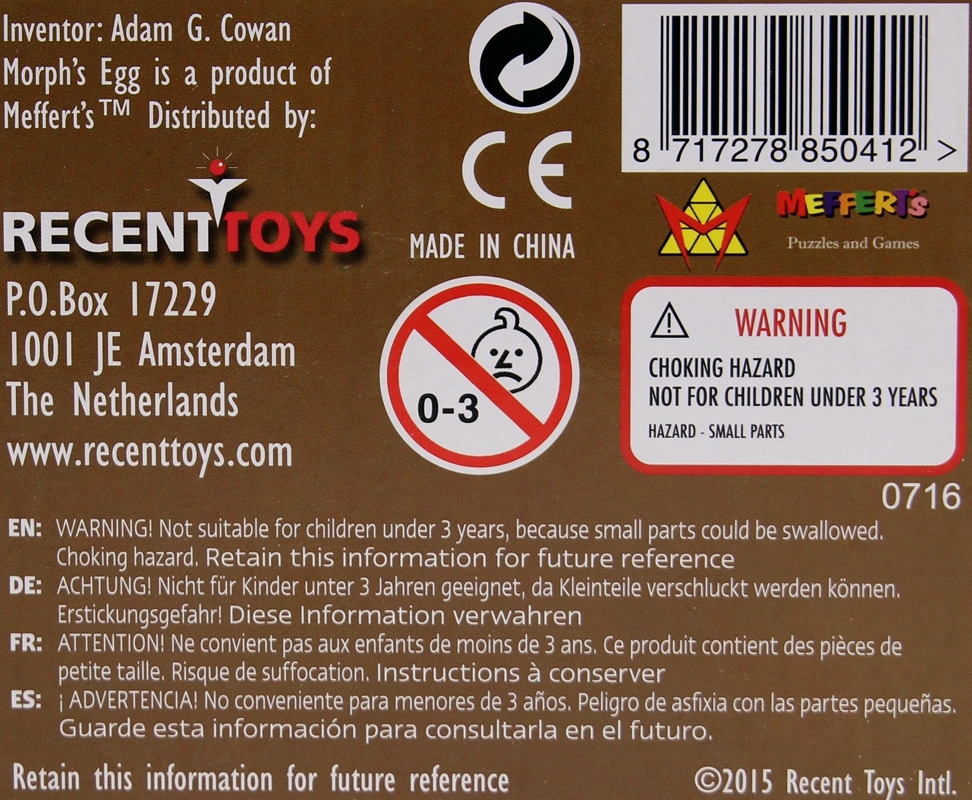 Inventor: Adam G. Cowan
Morph's Egg is a product of
Meffert's™ Distributed by:
RECENTTOYS
P.O.Box 17229
1001 JE Amsterdam
The Netherlands
www.recenttoys.com
CE
MADE IN CHINA
0-3
8 717278 850412 >
MEFFERT'S
Puzzles and Games
WARNING
CHOKING HAZARD
NOT FOR CHILDREN UNDER 3 YEARS
HAZARD - SMALL PARTS
0716
EN: WARNING! Not suitable for children under 3 years, because small parts could be swallowed.
Choking hazard. Retain this information for future reference
DE: ACHTUNG! Nicht für Kinder unter 3 Jahren geeignet, da Kleinteile verschluckt werden können.
Erstickungsgefahr! Diese Information verwahren
FR: ATTENTION! Ne convient pas aux enfants de moins de 3 ans. Ce produit contient des pièces de
petite taille. Risque de suffocation. Instructions à conserver
ES: ¡ ADVERTENCIA! No conveniente para menores de 3 años. Peligro de asfixia con las partes pequeñas.
Guarde esta información para consultarla en el futuro.
Retain this information for future reference
©2015 Recent Toys Intl.